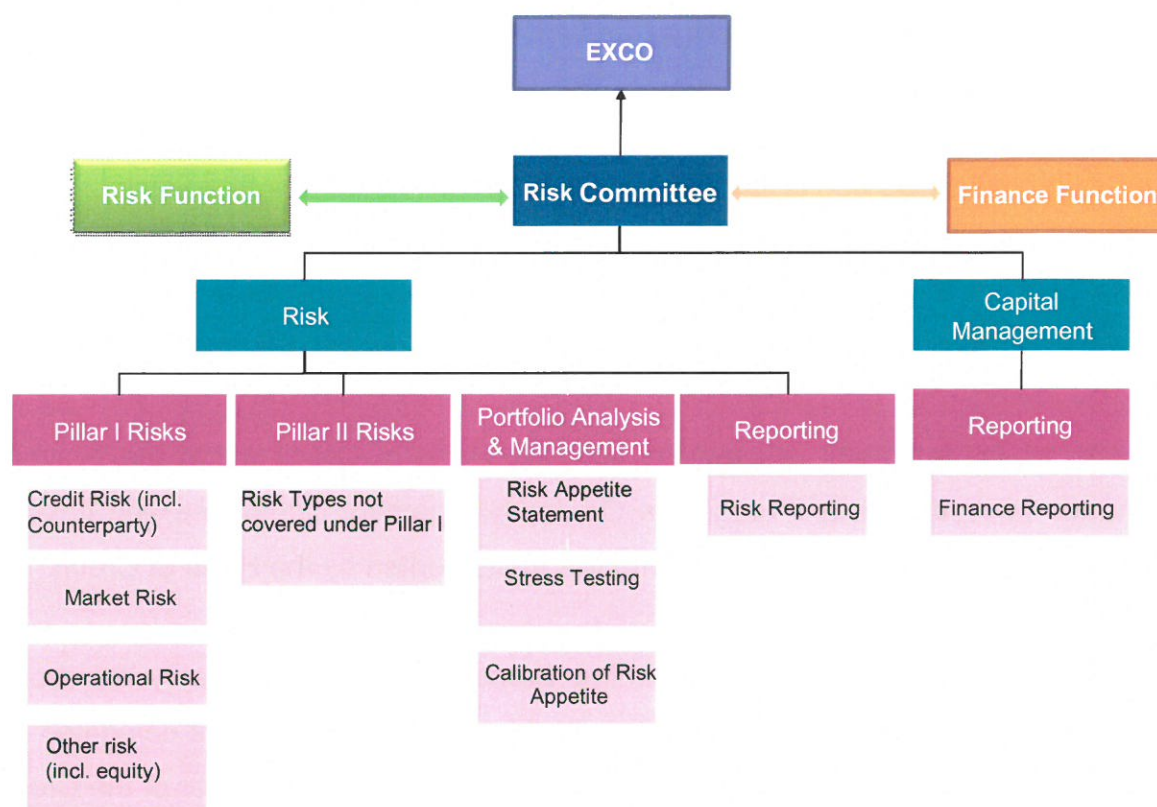 EXCO
Risk Function
Risk Committee
Finance Function
Risk
Capital
Management
Pillar I Risks
Pillar II Risks
Portfolio Analysis
& Management
Reporting
Reporting
Credit Risk (incl.
Counterparty)
Risk Types not
covered under Pillar I
Risk Appetite
Statement
Risk Reporting
Finance Reporting
Market Risk
Stress Testing
Operational Risk
Calibration of Risk
Appetite
Other risk
(incl. equity)